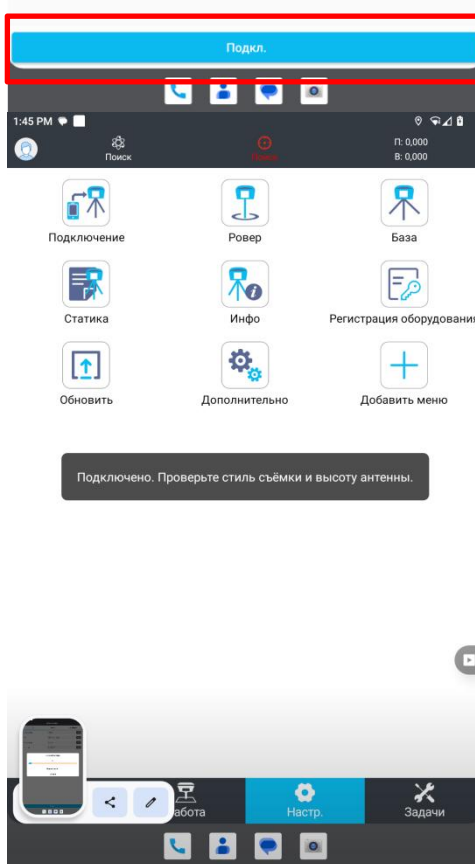 Подкл.
1:45 PM
П: 0,000
Поиск
В: 0,000
Подключение
Ровер
База
Статика
Инфо
Регистрация оборудования
Обновить
Дополнительно
Добавить меню
Подключено. Проверьте стиль съёмки и высоту антенны.
абота
Настр.
Задачи